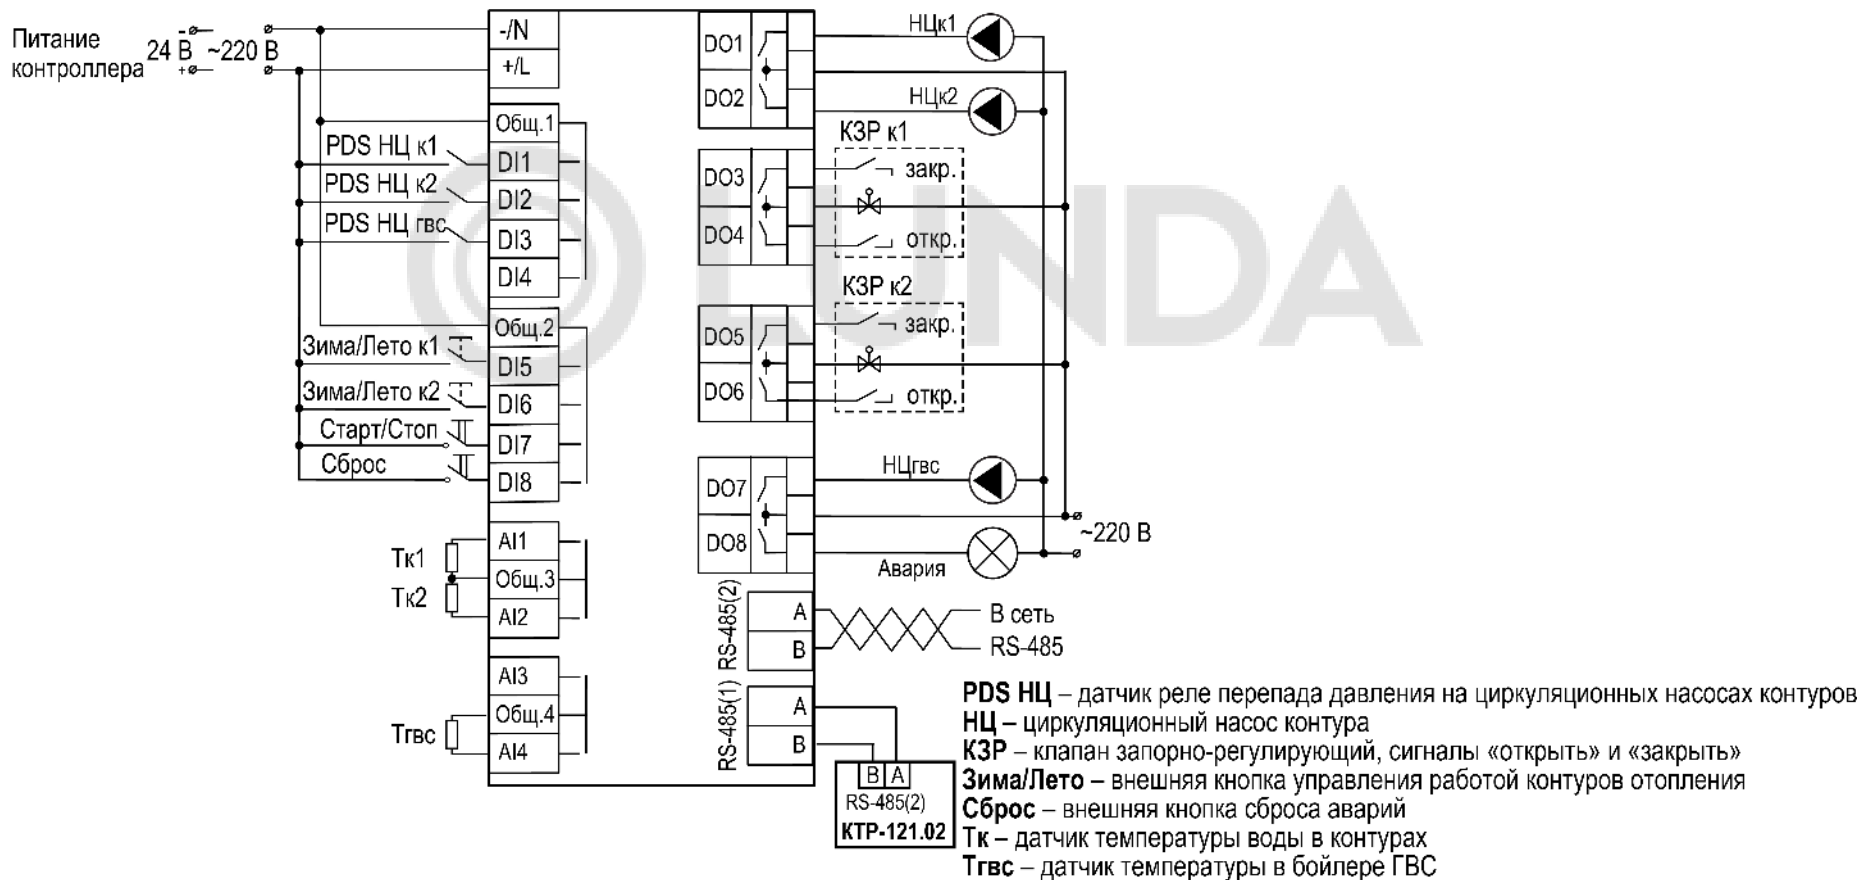 Питание
контроллера
-
24 В
+
~220 В
-/N
+/L
Общ.1
PDS НЦ к1
DI1
PDS НЦ к2
DI2
PDS НЦ гвс
DI3
DI4
Общ.2
Зима/Лето к1
DI5
Зима/Лето к2
DI6
Старт/Стоп
DI7
Сброс
DI8
Тк1
Тк2
AI1
Общ.3
AI2
Тгвс
AI3
Общ.4
AI4
DO1
DO2
НЦк1
НЦк2
КЗР к1
DO3
DO4
закр.
откр.
КЗР к2
DO5
DO6
закр.
откр.
DO7
DO8
НЦгвс
Авария
~220 В
RS-485(2)
A
B
В сеть
RS-485
RS-485(1)
A
B
B A
RS-485(2)
КТР-121.02
LUNDA
PDS НЦ – датчик реле перепада давления на циркуляционных насосах контуров
НЦ – циркуляционный насос контура
КЗР – клапан запорно-регулирующий, сигналы «открыть» и «закрыть»
Зима/Лето – внешняя кнопка управления работой контуров отопления
Сброс – внешняя кнопка сброса аварий
Тк – датчик температуры воды в контурах
Тгвс – датчик температуры в бойлере ГВС